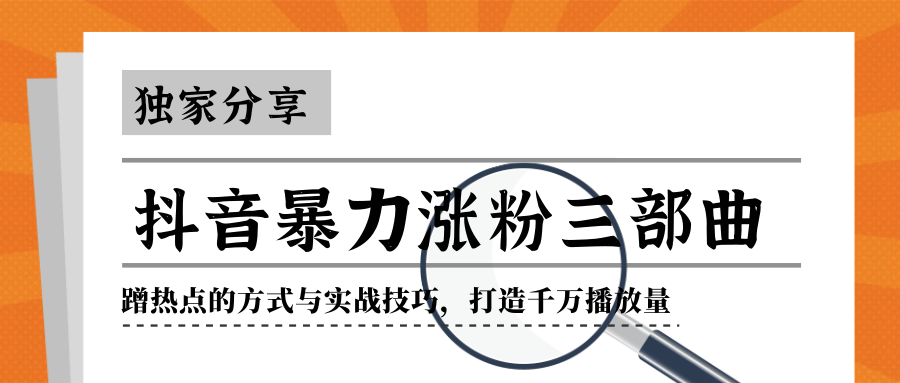 独家分享
抖音暴力涨粉三部曲
蹭热点的方式与实战技巧，打造千万播放量